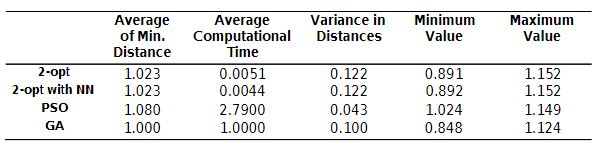 Average of Min. Distance Average Computational Time Variance in Distances Minimum Value Maximum Value
2-opt 1.023 0.0051 0.122 0.891 1.152
2-opt with NN 1.023 0.0044 0.122 0.892 1.152
PSO 1.080 2.7900 0.043 1.024 1.149
GA 1.000 1.0000 0.100 0.848 1.124